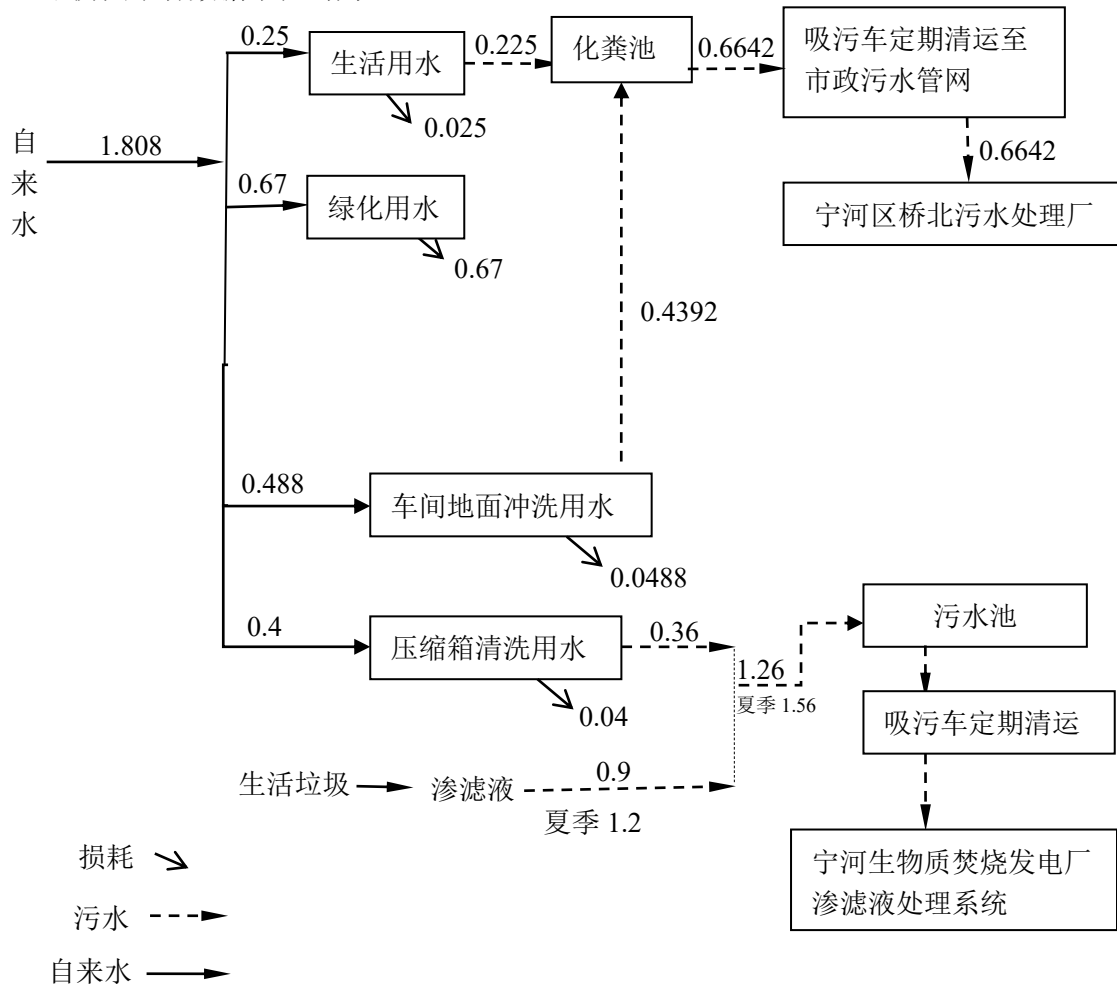 0.25
生活用水
0.225
化粪池
0.6642
吸污车定期清运至
市政污水管网
0.025
0.6642
自
来
水
1.808
0.67
绿化用水
0.67
宁河区桥北污水处理厂
0.4392
0.488
车间地面冲洗用水
0.0488
0.4
压缩箱清洗用水
0.36
0.04
1.26
夏季 1.56
污水池
吸污车定期清运
生活垃圾
渗滤液
0.9
夏季 1.2
宁河生物质焚烧发电厂
渗滤液处理系统
损耗
污水
自来水